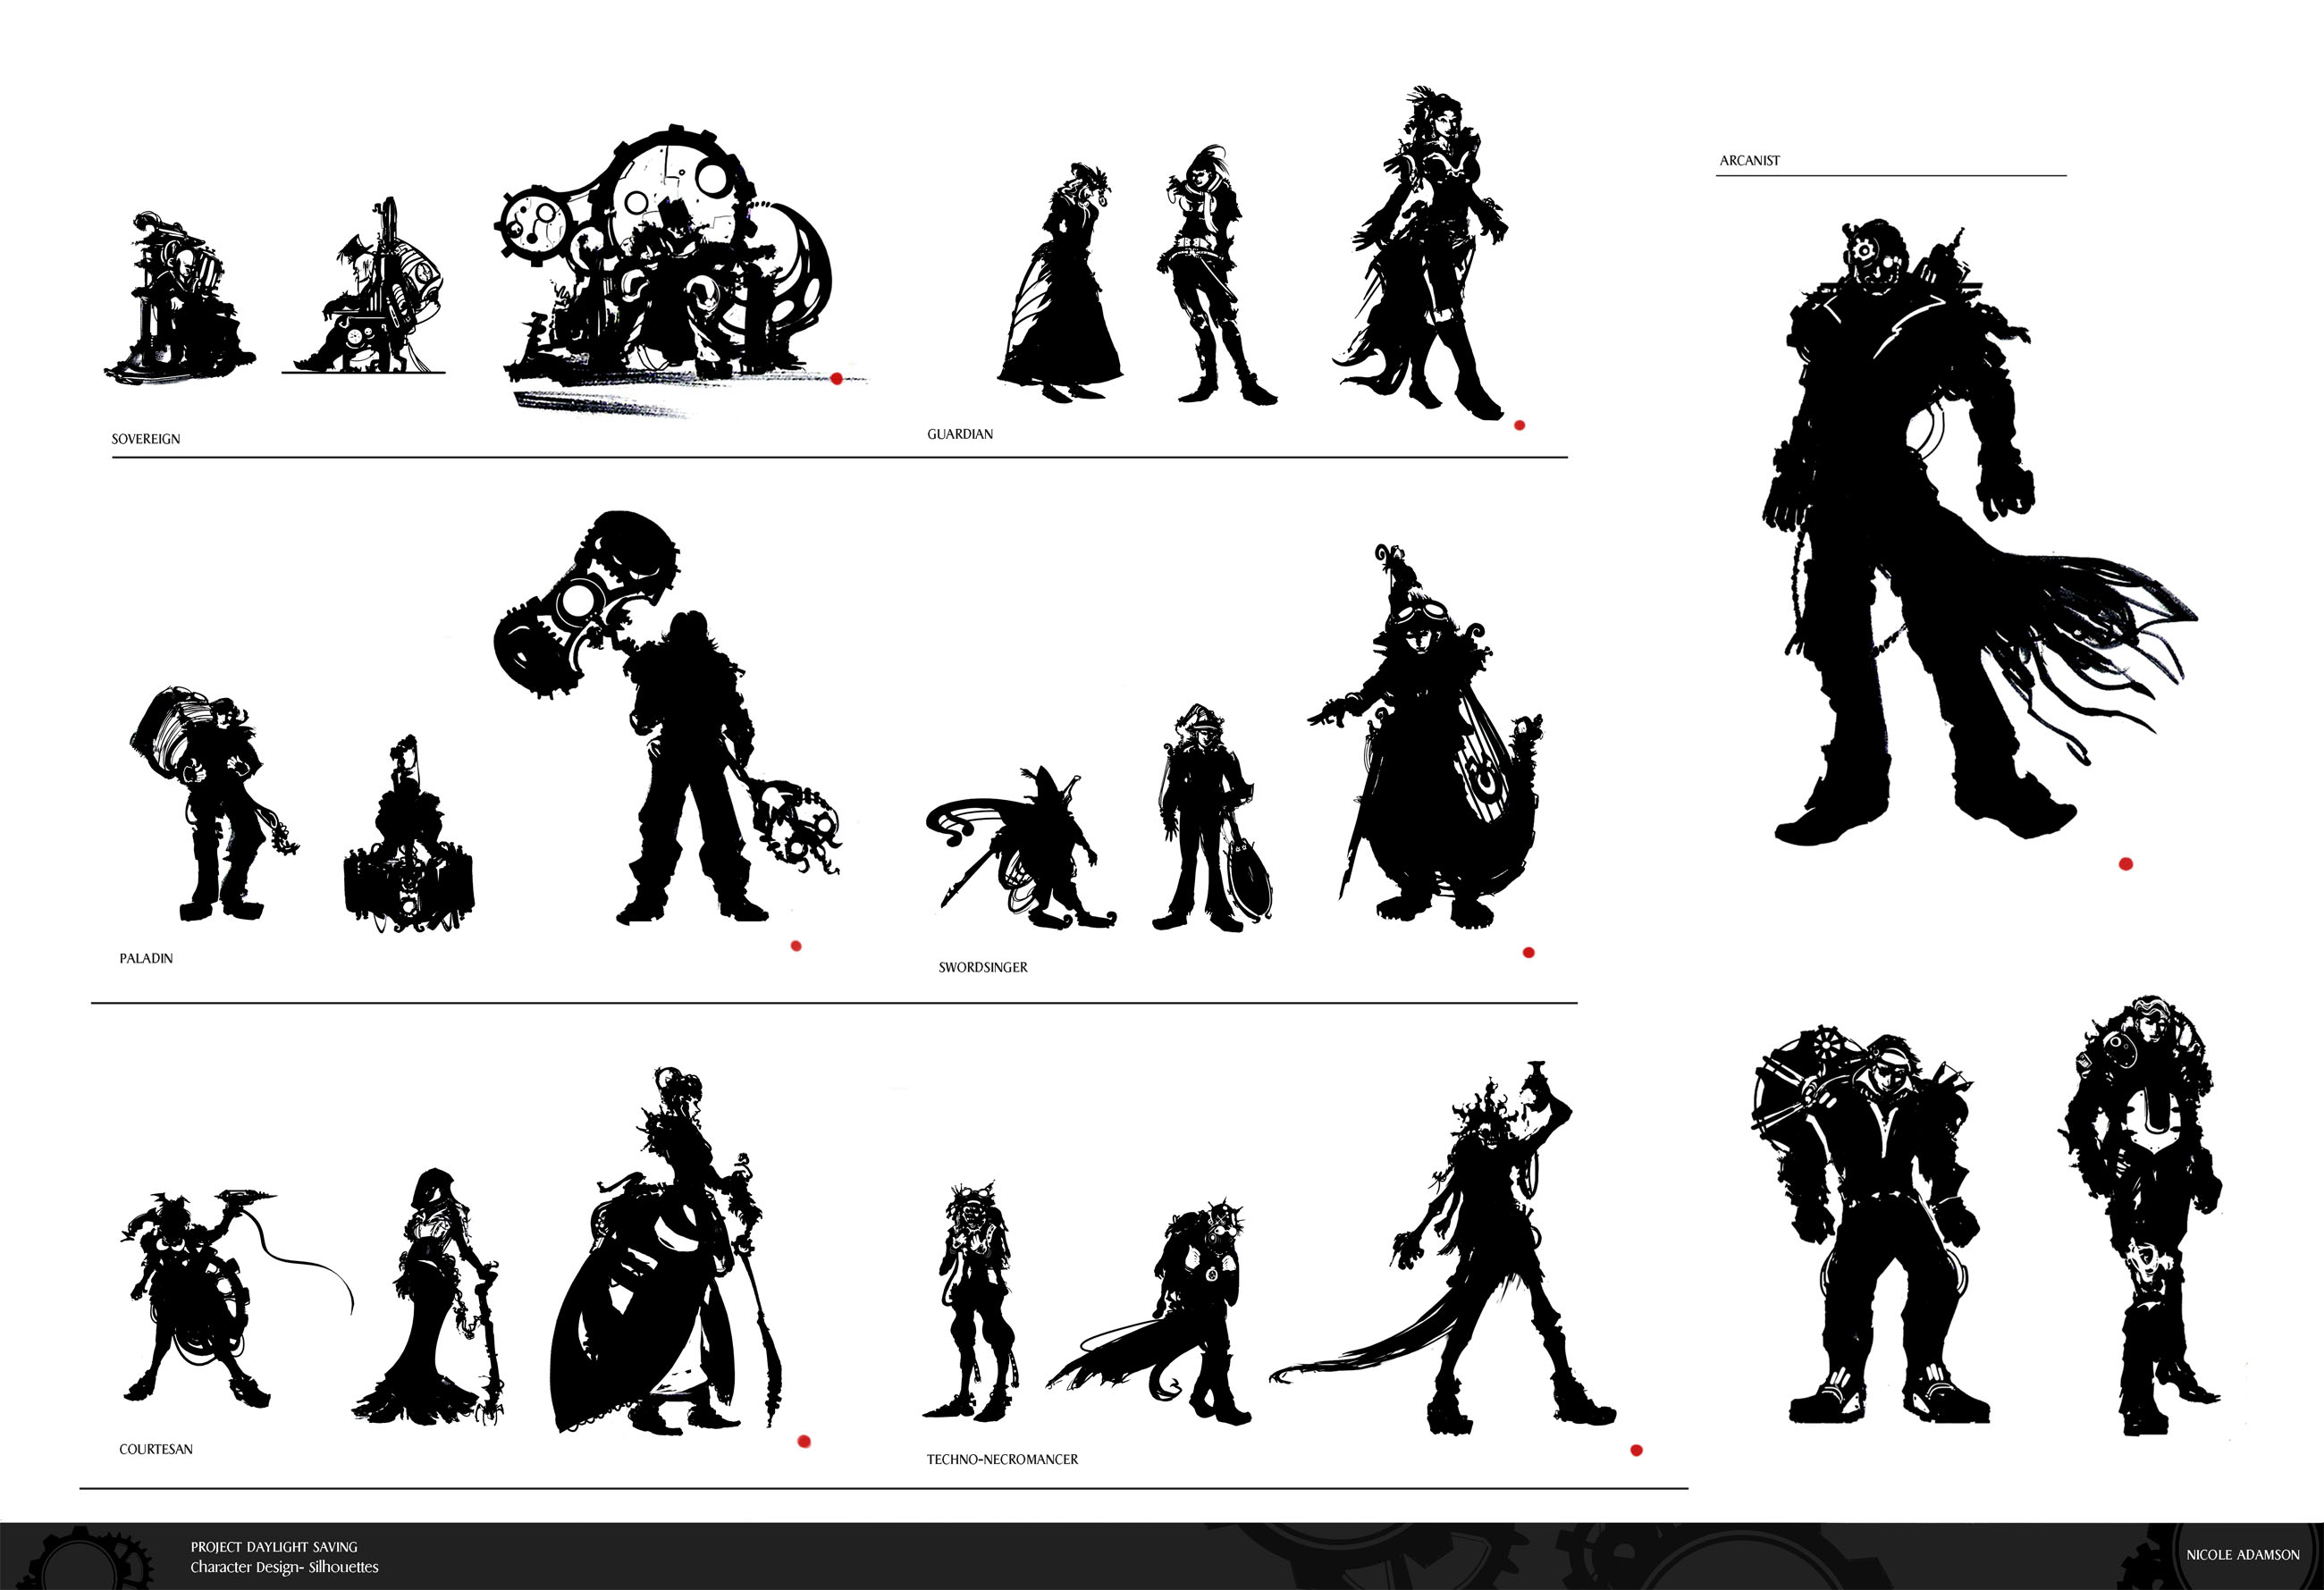 ARCANIST
SOVEREIGN
GUARDIAN
PALADIN
SWORDSINGER
COURTESAN
TECHNO-NECROMANCER
PROJECT DAYLIGHT SAVING
Character Design- Silhouettes
NICOLE ADAMSON